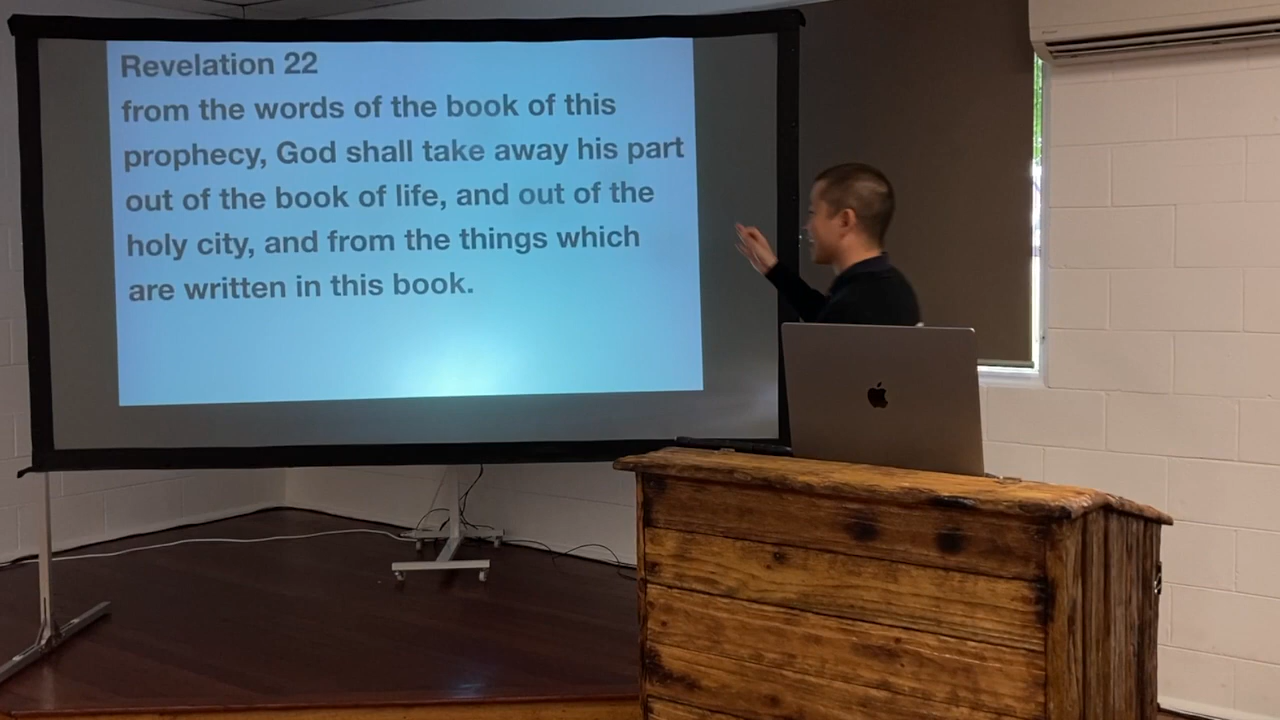 Revelation 22
from the words of the book of this
prophecy, God shall take away his part
out of the book of life, and out of the
holy city, and from the things which
are written in this book.